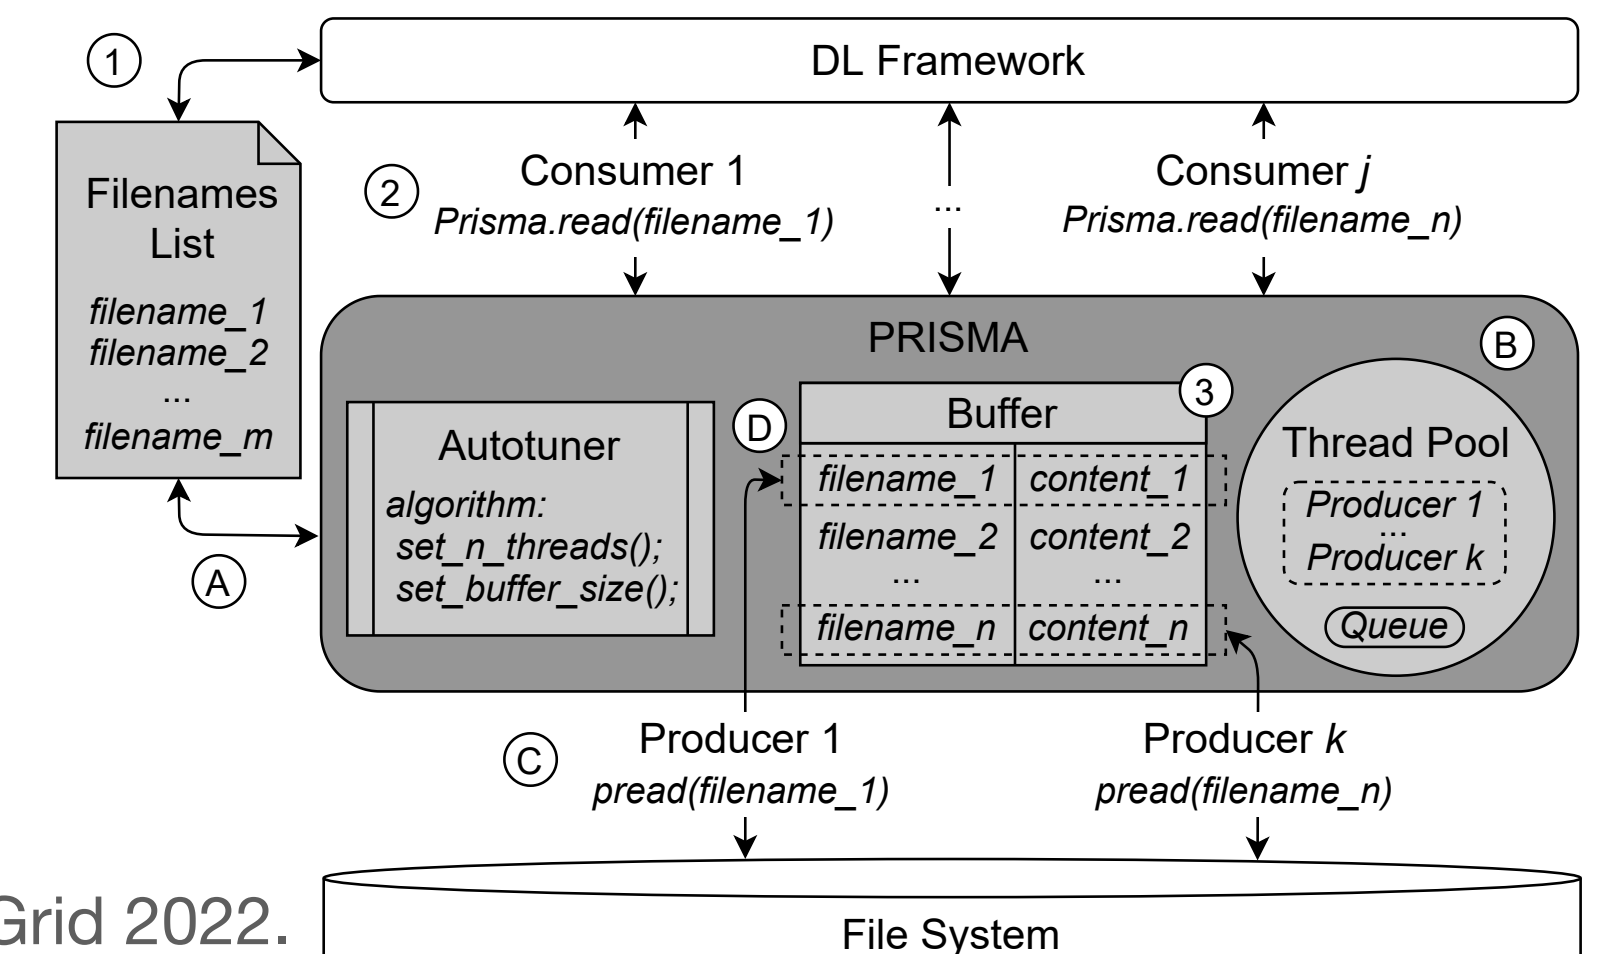 1
DL Framework
Filenames
List
filename_1
filename_2
...
filename_m
A
2
Consumer 1
Prisma.read(filename_1)
...
Consumer j
Prisma.read(filename_n)
PRISMA
Autotuner
algorithm:
set_n_threads();
set_buffer_size();
D
3
Buffer
filename_1 content_1
filename_2 content_2
... ...
filename_n content_n
B
Thread Pool
Producer 1
...
Producer k
Queue
C
Producer 1
pread(filename_1)
Producer k
pread(filename_n)
File System
Grid 2022.